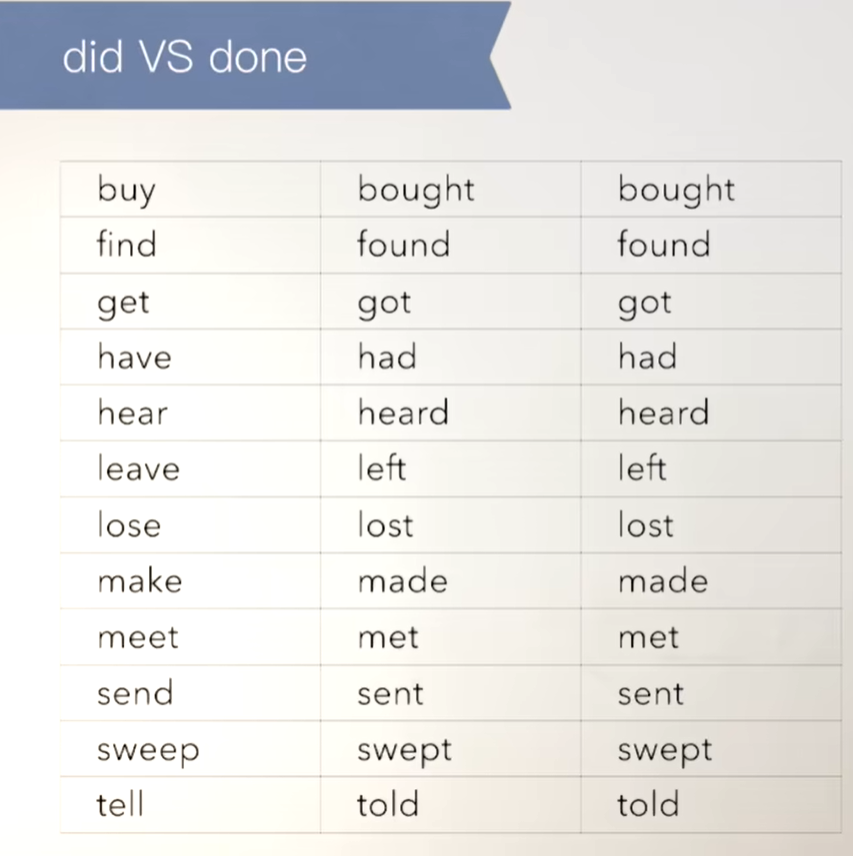 did VS done
buy bought bought
find found found
get got got
have had had
hear heard heard
leave left left
lose lost lost
make made made
meet met met
send sent sent
sweep swept swept
tell told told